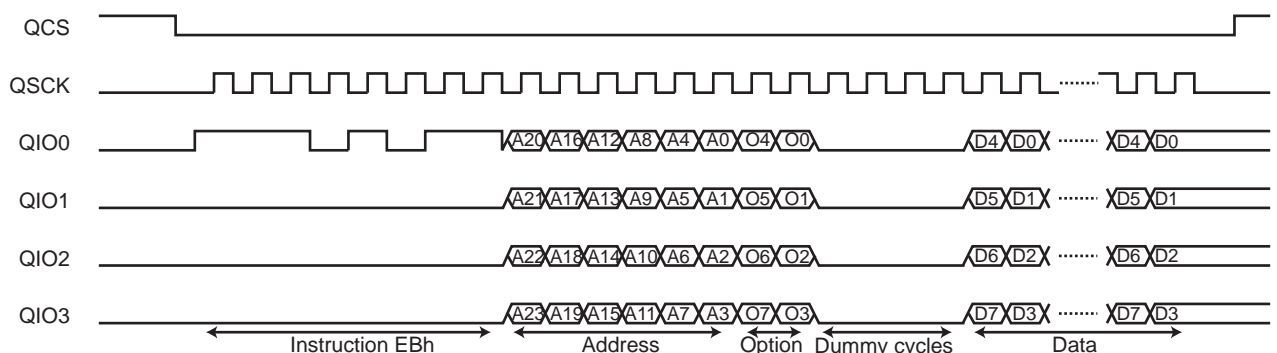 QCS
QSCK
QIO0 A20 A16 A12 A8 A4 A0 O4 O0 D4 D0 D4 D0
QIO1 A21 A17 A13 A9 A5 A1 O5 O1 D5 D1 D5 D1
QIO2 A22 A18 A14 A10 A6 A2 O6 O2 D6 D2 D6 D2
QIO3 A23 A19 A15 A11 A7 A3 O7 O3 D7 D3 D7 D3
Instruction EBh Address Option Dummy cycles Data